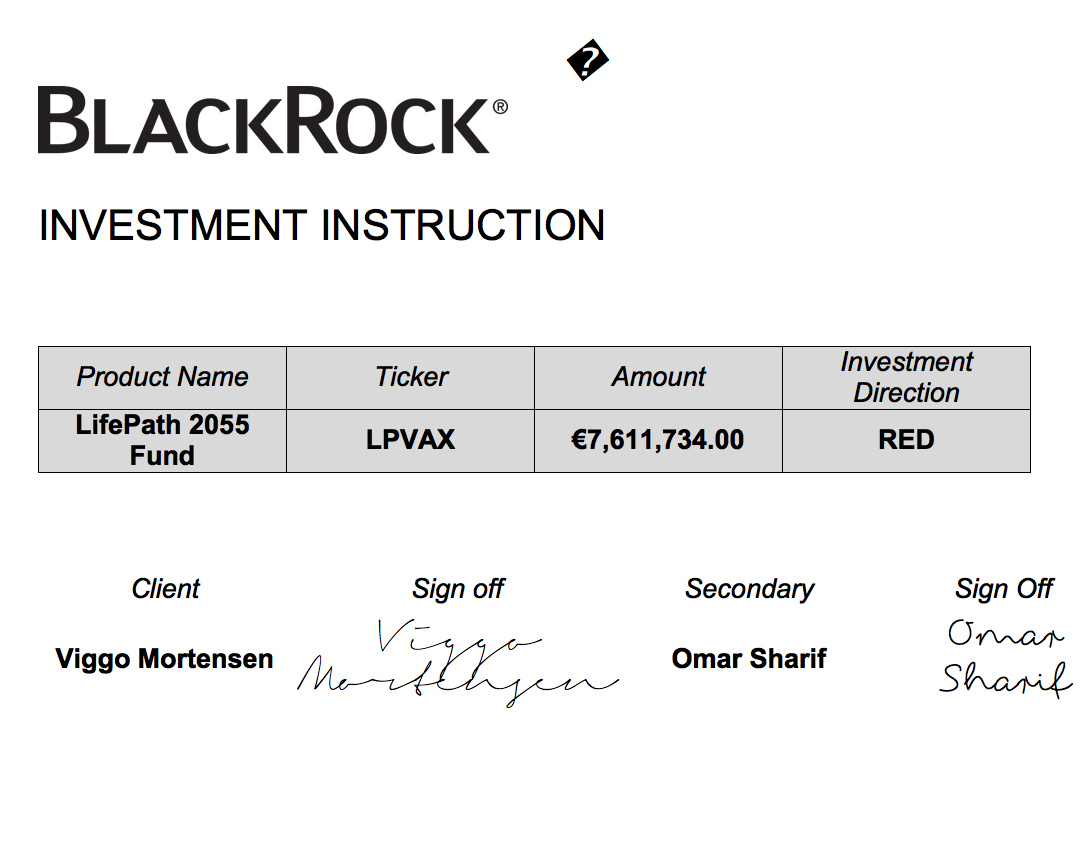 �
BLACKROCK®
INVESTMENT INSTRUCTION
Product Name Ticker Amount Investment Direction
LifePath 2055 Fund LPVAX €7,611,734.00 RED
Client Sign off Secondary Sign Off
Viggo Mortensen Viggo Mortensen Omar Sharif Omar Sharif